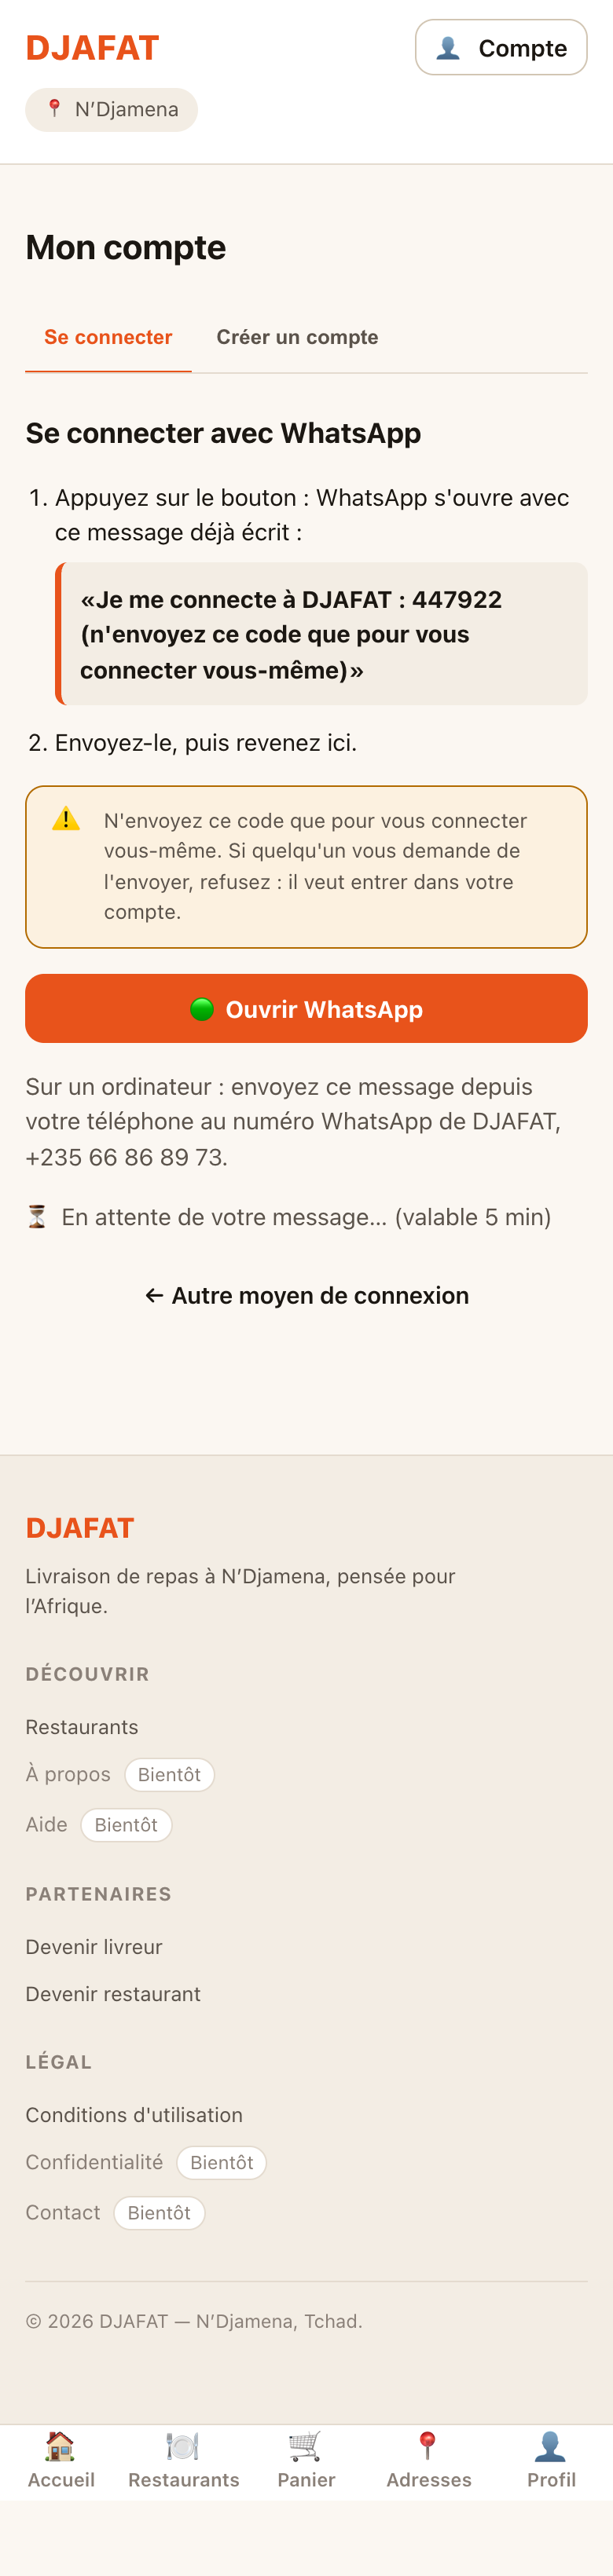 DJAFAT
Compte
N’Djamena
Mon compte
Se connecter
Créer un compte
Se connecter avec WhatsApp
1. Appuyez sur le bouton : WhatsApp s'ouvre avec
ce message déjà écrit :
«Je me connecte à DJAFAT : 447922
(n'envoyez ce code que pour vous
connecter vous-même)»
2. Envoyez-le, puis revenez ici.
N'envoyez ce code que pour vous connecter
vous-même. Si quelqu'un vous demande de
l'envoyer, refusez : il veut entrer dans votre
compte.
Ouvrir WhatsApp
Sur un ordinateur : envoyez ce message depuis
votre téléphone au numéro WhatsApp de DJAFAT,
+235 66 86 89 73.
En attente de votre message… (valable 5 min)
← Autre moyen de connexion
DJAFAT
Livraison de repas à N’Djamena, pensée pour
l’Afrique.
DÉCOUVRIR
Restaurants
À propos Bientôt
Aide Bientôt
PARTENAIRES
Devenir livreur
Devenir restaurant
LÉGAL
Conditions d'utilisation
Confidentialité Bientôt
Contact Bientôt
© 2026 DJAFAT — N’Djamena, Tchad.
Accueil
Restaurants
Panier
Adresses
Profil